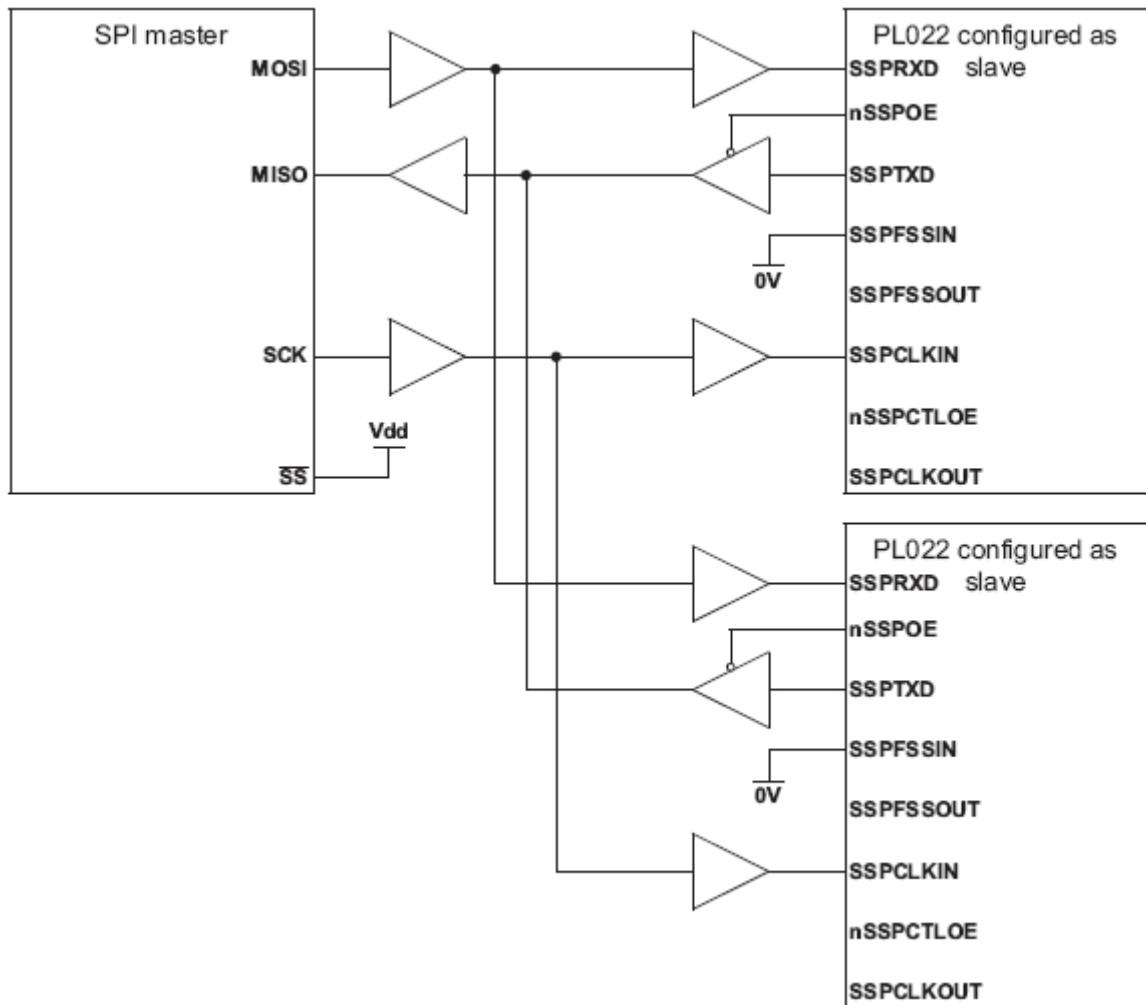 SPI master
MOSI
MISO
SCK
Vdd
SS
PL022 configured as
slave
SSPRXD
nSSPOE
SSPTXD
SSPFSSIN
0V
SSPFSSOUT
SSPCLKIN
nSSPCTLOE
SSPCLKOUT
PL022 configured as
slave
SSPRXD
nSSPOE
SSPTXD
SSPFSSIN
0V
SSPFSSOUT
SSPCLKIN
nSSPCTLOE
SSPCLKOUT